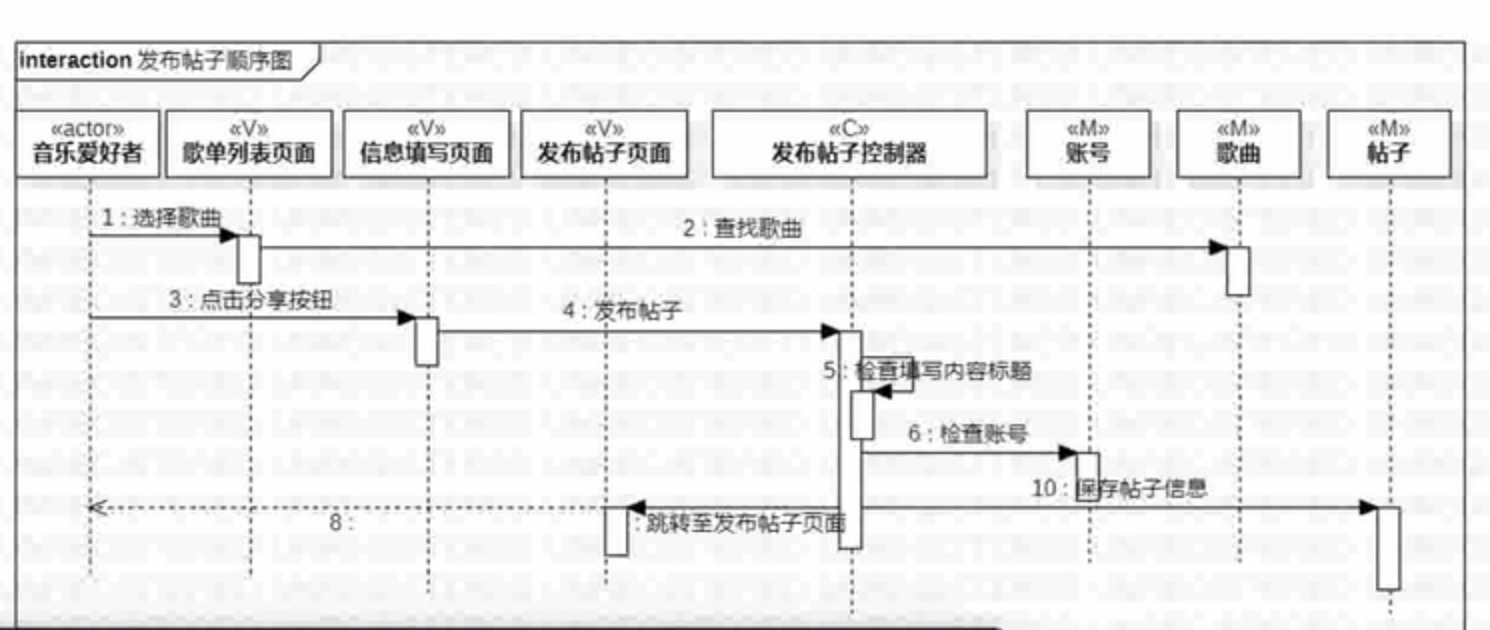 interaction 发布帖子顺序图
«actor»
音乐爱好者
«V»
歌单列表页面
«V»
信息填写页面
«V»
发布帖子页面
«C»
发布帖子控制器
«M»
账号
«M»
歌曲
«M»
帖子
1 : 选择歌曲
2 : 查找歌曲
3 : 点击分享按钮
4 : 发布帖子
5 : 检查填写内容标题
6 : 检查账号
10 : 保存帖子信息
8 :
: 跳转至发布帖子页面